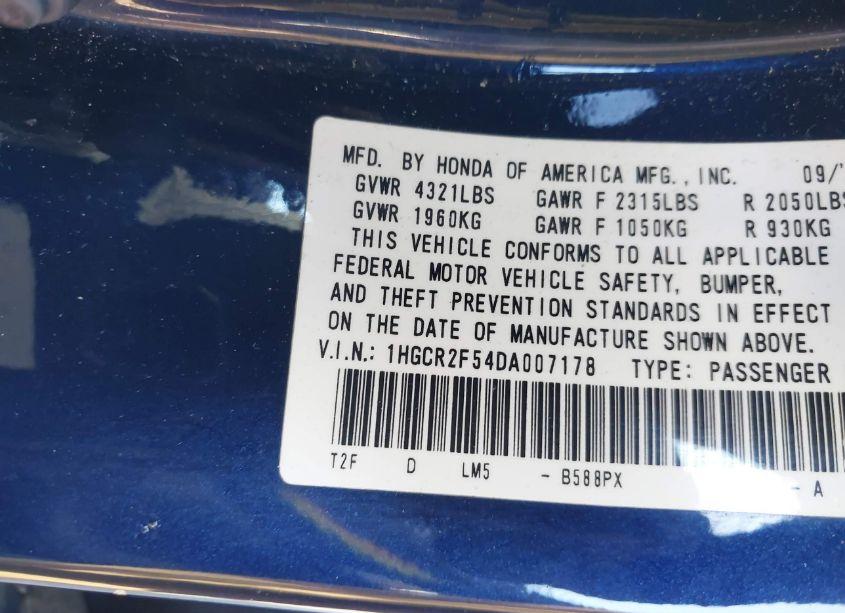 MFD. BY HONDA OF AMERICA MFG., INC. 09/
GVWR 4321LBS GAWR F 2315LBS R 2050LBS
GVWR 1960KG GAWR F 1050KG R 930KG
THIS VEHICLE CONFORMS TO ALL APPLICABLE
FEDERAL MOTOR VEHICLE SAFETY, BUMPER,
AND THEFT PREVENTION STANDARDS IN EFFECT
ON THE DATE OF MANUFACTURE SHOWN ABOVE.
V.I.N.: 1HGCR2F54DA007178 TYPE: PASSENGER
T2F D LM5 - B588PX - A